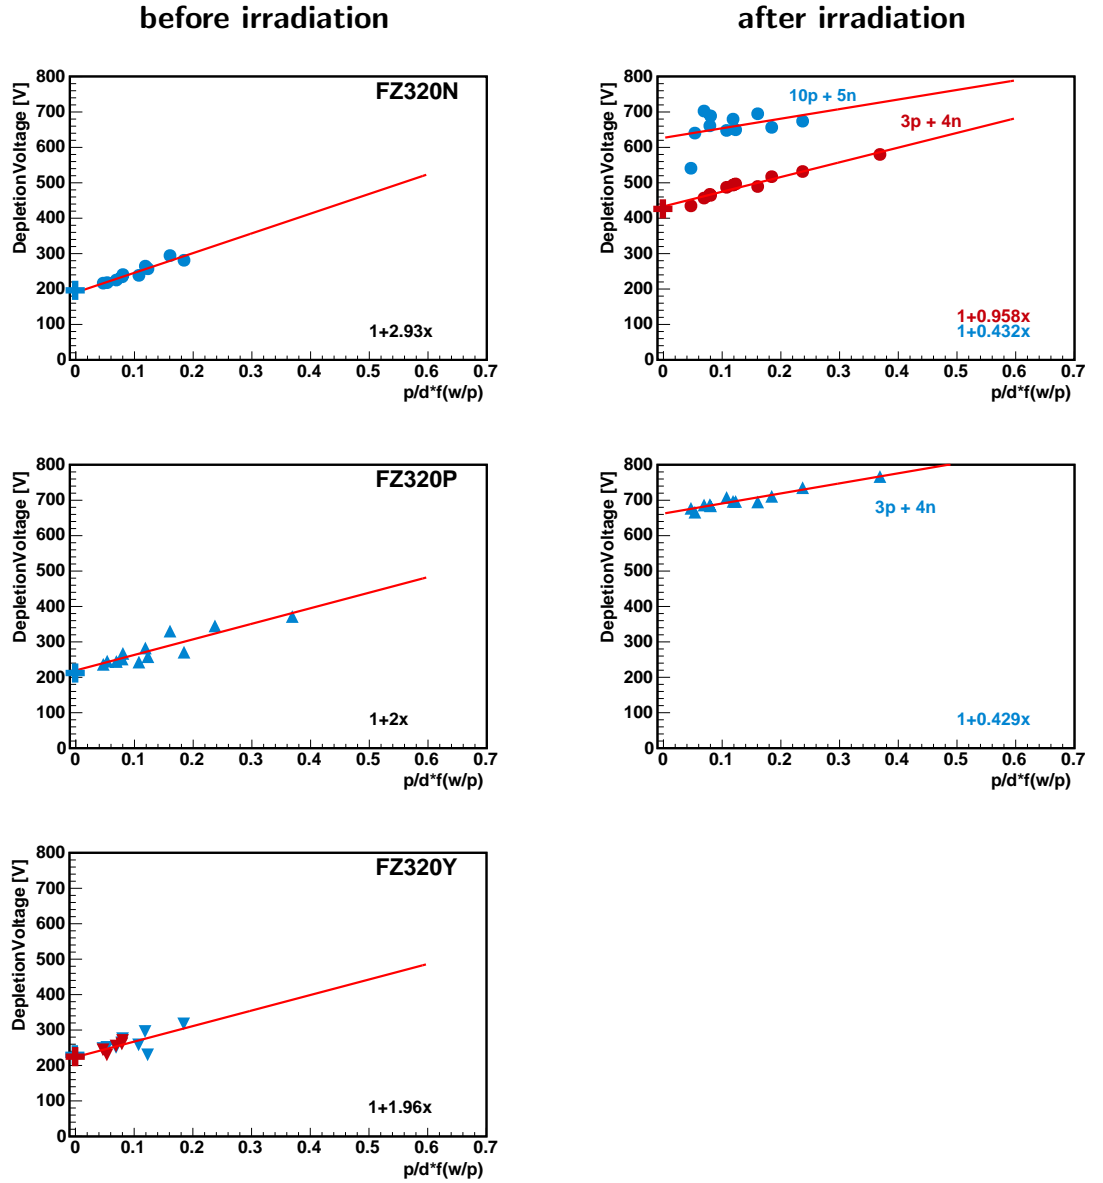 before irradiation
after irradiation
DepletionVoltage [V]
800
700
600
500
400
300
200
100
0
FZ320N
1+2.93x
0 0.1 0.2 0.3 0.4 0.5 0.6 0.7
p/d*f(w/p)
DepletionVoltage [V]
800
700
600
500
400
300
200
100
0
10p + 5n
3p + 4n
1+0.958x
1+0.432x
0 0.1 0.2 0.3 0.4 0.5 0.6 0.7
p/d*f(w/p)
DepletionVoltage [V]
800
700
600
500
400
300
200
100
0
FZ320P
1+2x
0 0.1 0.2 0.3 0.4 0.5 0.6 0.7
p/d*f(w/p)
DepletionVoltage [V]
800
700
600
500
400
300
200
100
0
3p + 4n
1+0.429x
0 0.1 0.2 0.3 0.4 0.5 0.6 0.7
p/d*f(w/p)
DepletionVoltage [V]
800
700
600
500
400
300
200
100
0
FZ320Y
1+1.96x
0 0.1 0.2 0.3 0.4 0.5 0.6 0.7
p/d*f(w/p)